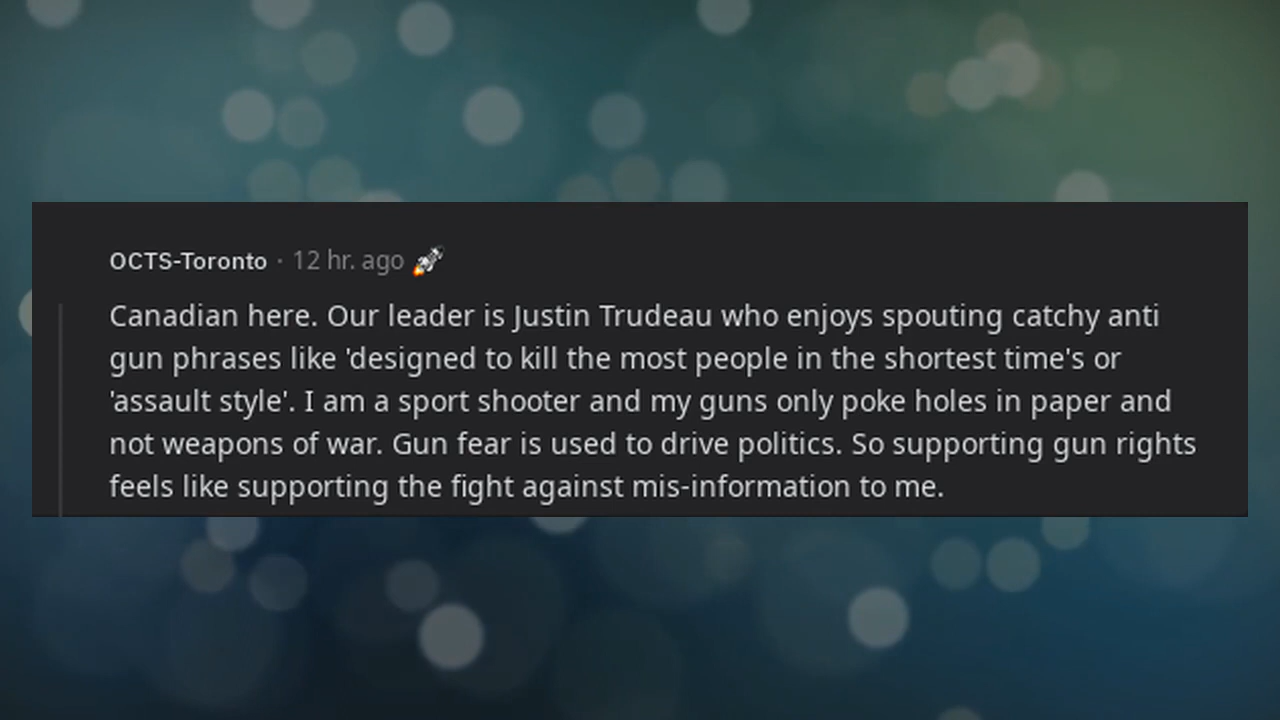 OCTS-Toronto · 12 hr. ago 🚀
Canadian here. Our leader is Justin Trudeau who enjoys spouting catchy anti
gun phrases like 'designed to kill the most people in the shortest time's or
'assault style'. I am a sport shooter and my guns only poke holes in paper and
not weapons of war. Gun fear is used to drive politics. So supporting gun rights
feels like supporting the fight against mis-information to me.